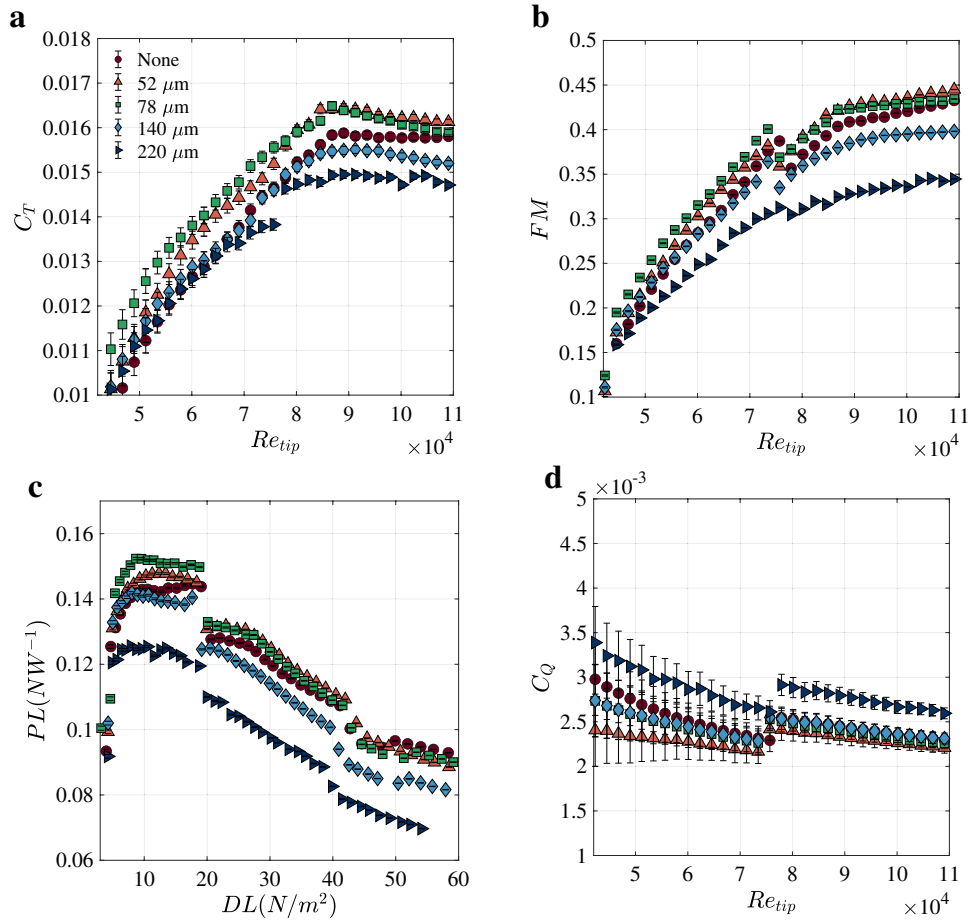 a
0.018
0.017
0.016
0.015
0.014
0.013
0.012
0.011
0.01
C_T
None
52 μm
78 μm
140 μm
220 μm
5 6 7 8 9 10 11
Re_tip
×10^4
b
0.5
0.45
0.4
0.35
0.3
0.25
0.2
0.15
0.1
FM
5 6 7 8 9 10 11
Re_tip
×10^4
c
0.16
0.14
0.12
0.1
0.08
0.06
PL(NW^−1)
10 20 30 40 50 60
DL(N/m^2)
d
×10^-3
5
4.5
4
3.5
3
2.5
2
1.5
1
C_Q
5 6 7 8 9 10 11
Re_tip
×10^4